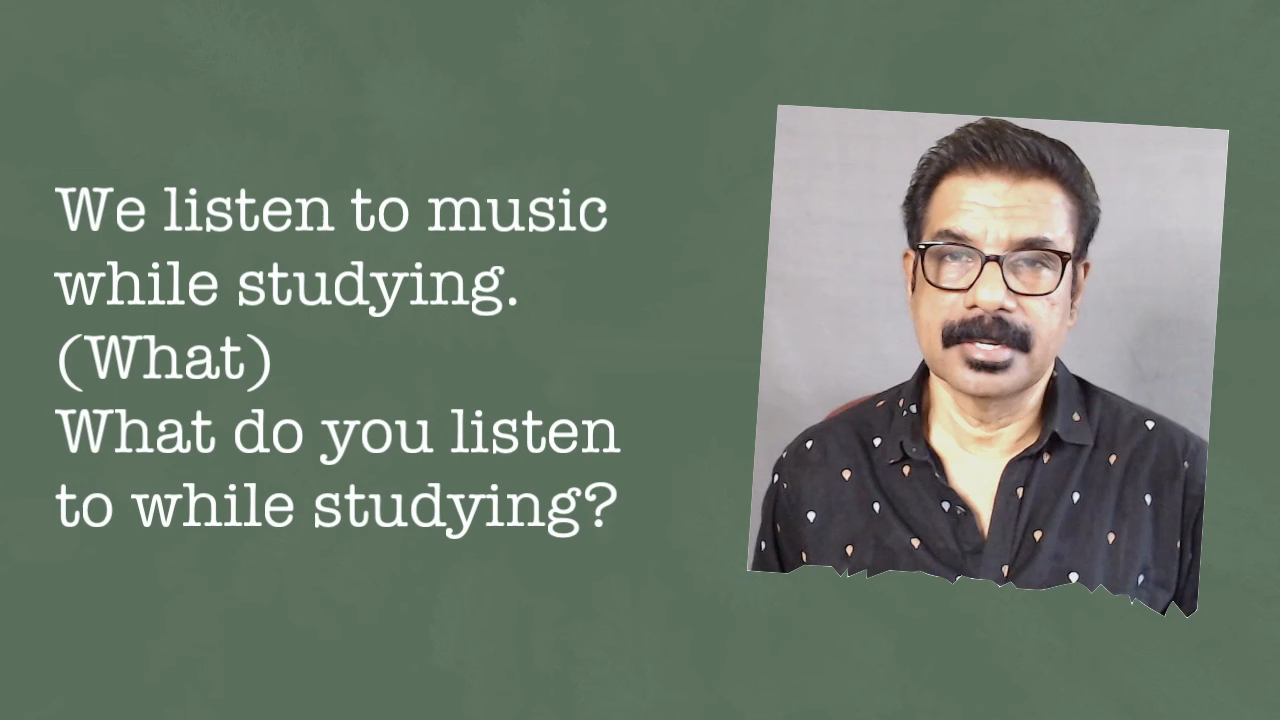 We listen to music
while studying.
(What)
What do you listen
to while studying?